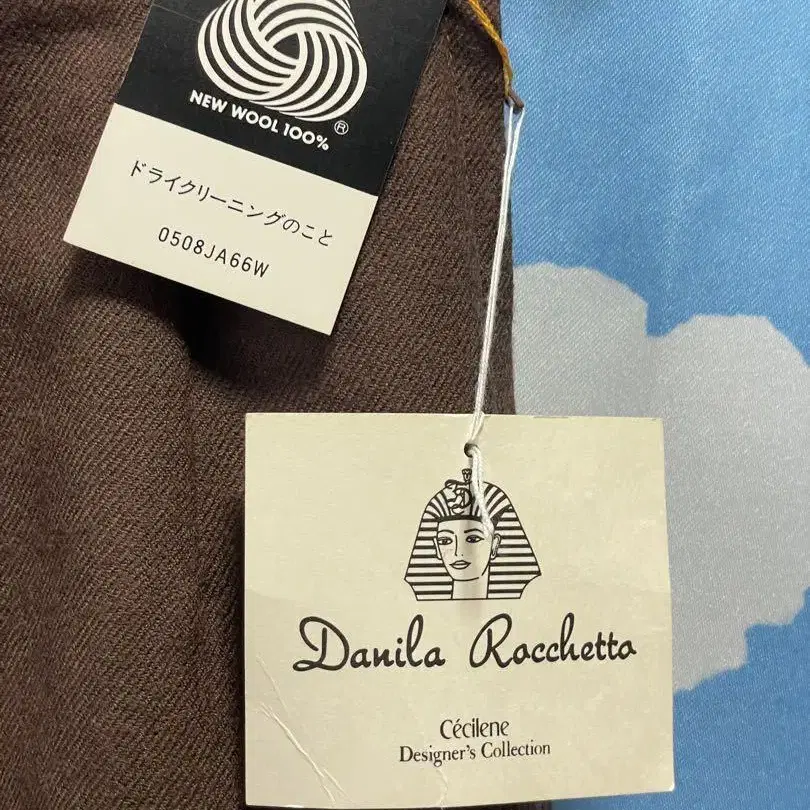 NEW WOOL 100% ®
ドライクリーニングのこと
0508JA66W
Danila Rocchetta
Cécilene
Designer's Collection